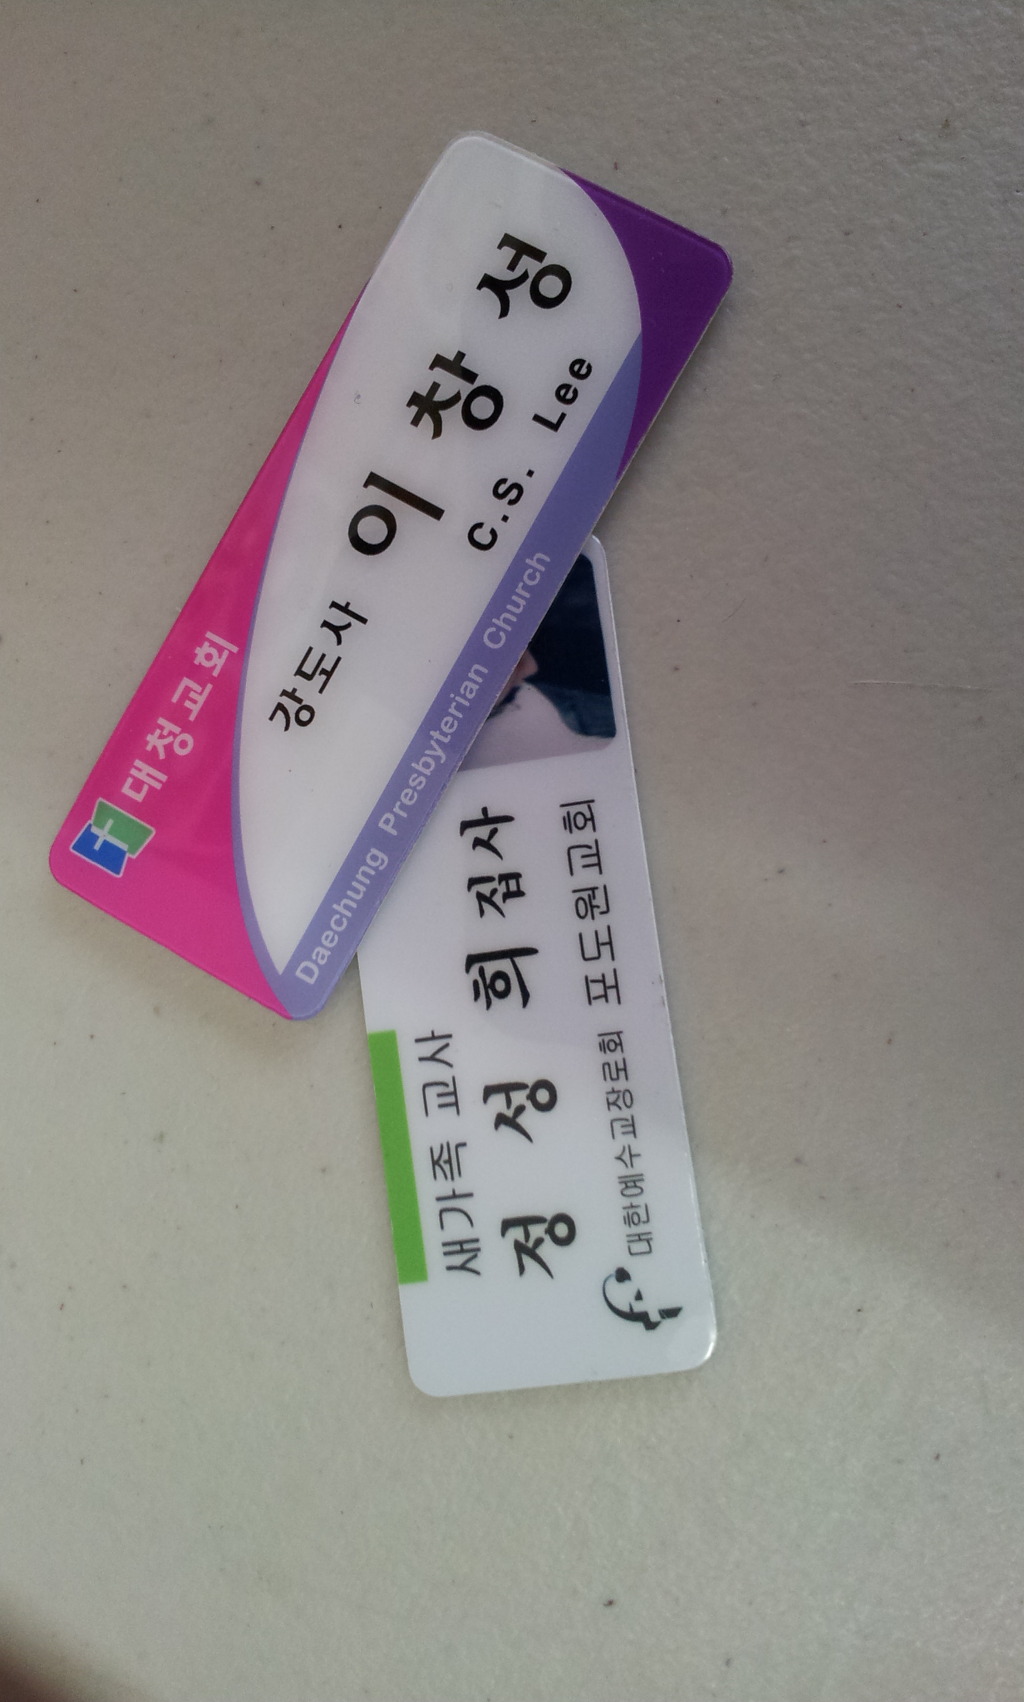 대청교회
강도사 이창성
C.S. Lee
Daechung Presbyterian Church
새가족 교사
정성희 집사
대한예수교장로회 포도원교회